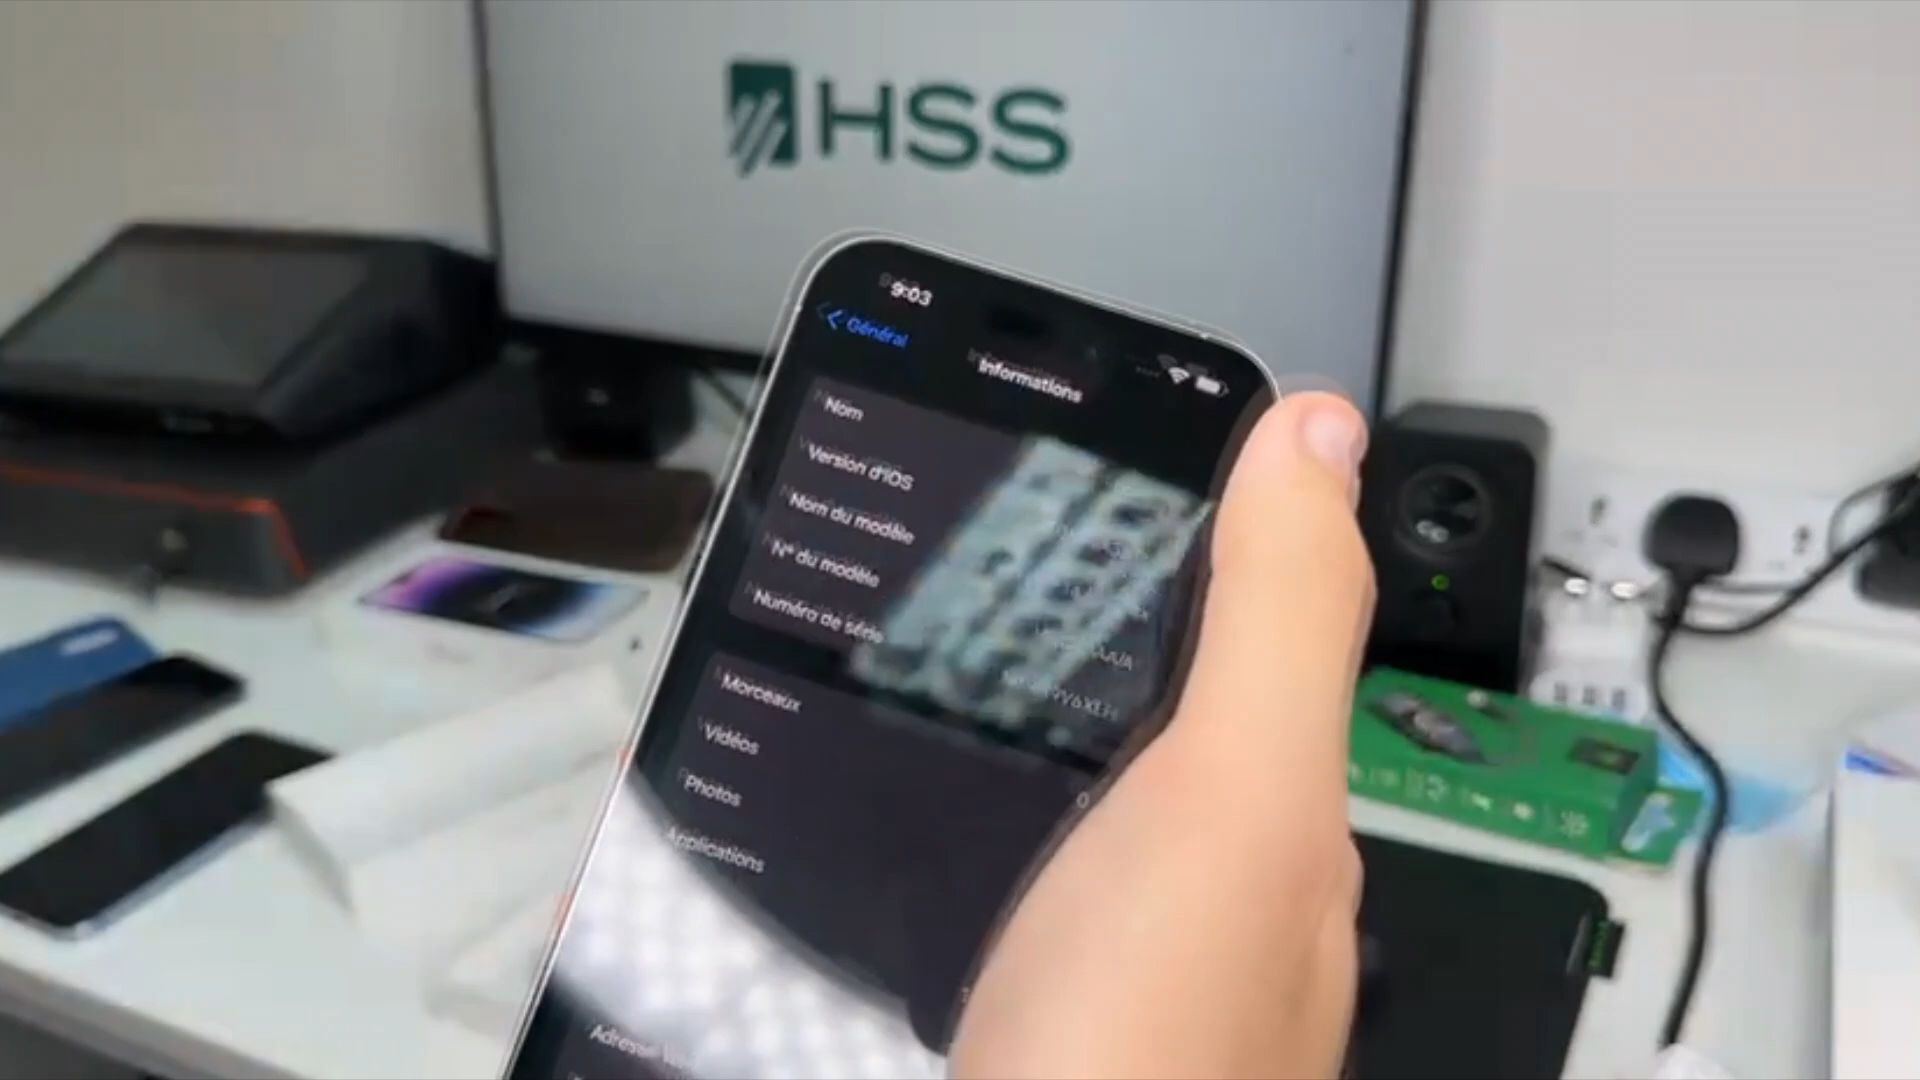 HSS
9:03
Général
Informations
Nom
Version d'iOS
Nom du modèle
N° du modèle
Numéro de série
Morceaux
0
Vidéos
Photos
Applications